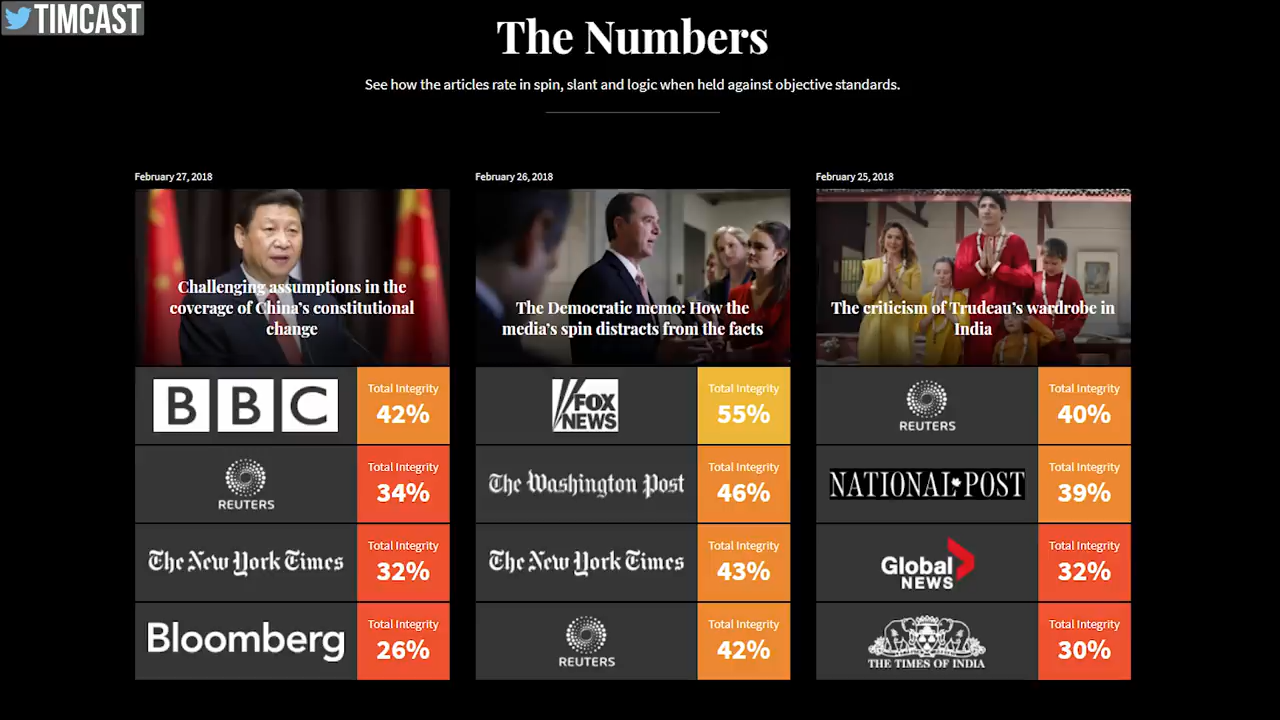 TIMCAST
The Numbers
See how the articles rate in spin, slant and logic when held against objective standards.
February 27, 2018
Challenging assumptions in the
coverage of China's constitutional
change
BBC
Total Integrity
42%
REUTERS
Total Integrity
34%
The New York Times
Total Integrity
32%
Bloomberg
Total Integrity
26%
February 26, 2018
The Democratic memo: How the
media's spin distracts from the facts
FOX
NEWS
Total Integrity
55%
The Washington Post
Total Integrity
46%
The New York Times
Total Integrity
43%
REUTERS
Total Integrity
42%
February 25, 2018
The criticism of Trudeau's wardrobe in
India
REUTERS
Total Integrity
40%
NATIONAL POST
Total Integrity
39%
Global
NEWS
Total Integrity
32%
THE TIMES OF INDIA
Total Integrity
30%